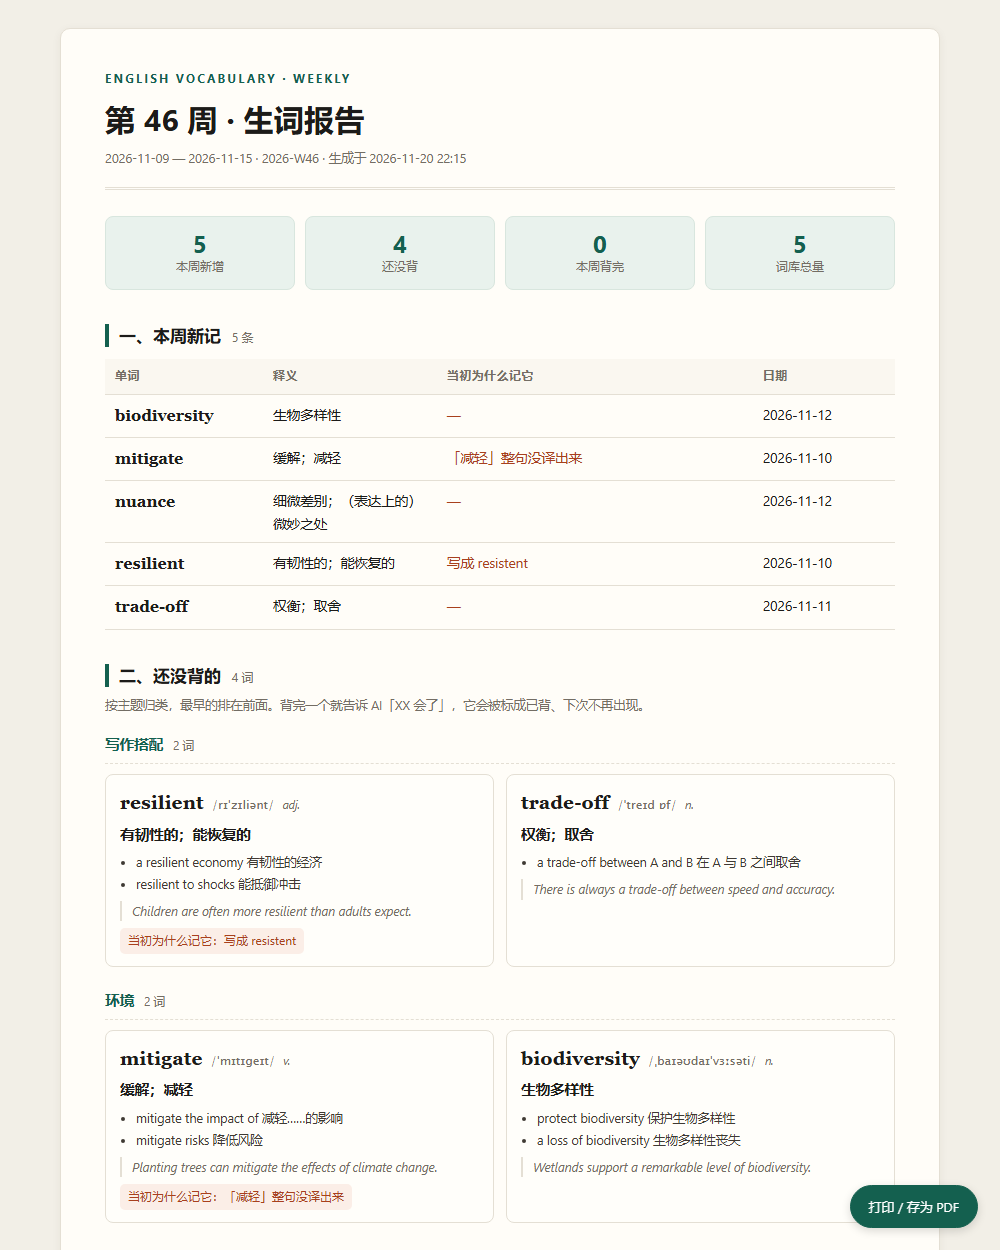 ENGLISH VOCABULARY · WEEKLY
第 46 周 · 生词报告
2026-11-09 — 2026-11-15 · 2026-W46 · 生成于 2026-11-20 22:15
5 4 0 5
本周新增 还没背 本周背完 词库总量
一、本周新记 5 条
单词 释义 当初为什么记它 日期
biodiversity 生物多样性 — 2026-11-12
mitigate 缓解；减轻 「减轻」整句没译出来 2026-11-10
nuance 细微差别；（表达上的） — 2026-11-12
微妙之处
resilient 有韧性的；能恢复的 写成 resistent 2026-11-10
trade-off 权衡；取舍 — 2026-11-11
二、还没背的 4 词
按主题归类，最早的排在前面。背完一个就告诉 AI「XX 会了」，它会被标成已背、下次不再出现。
写作搭配 2 词
resilient /rɪˈzɪliənt/ adj.
有韧性的；能恢复的
• a resilient economy 有韧性的经济
• resilient to shocks 能抵御冲击
Children are often more resilient than adults expect.
当初为什么记它：写成 resistent
trade-off /ˈtreɪd ɒf/ n.
权衡；取舍
• a trade-off between A and B 在 A 与 B 之间取舍
There is always a trade-off between speed and accuracy.
环境 2 词
mitigate /ˈmɪtɪɡeɪt/ v.
缓解；减轻
• mitigate the impact of 减轻……的影响
• mitigate risks 降低风险
Planting trees can mitigate the effects of climate change.
当初为什么记它：「减轻」整句没译出来
biodiversity /ˌbaɪəʊdaɪˈvɜːsəti/ n.
生物多样性
• protect biodiversity 保护生物多样性
• a loss of biodiversity 生物多样性丧失
Wetlands support a remarkable level of biodiversity.
打印 / 存为 PDF